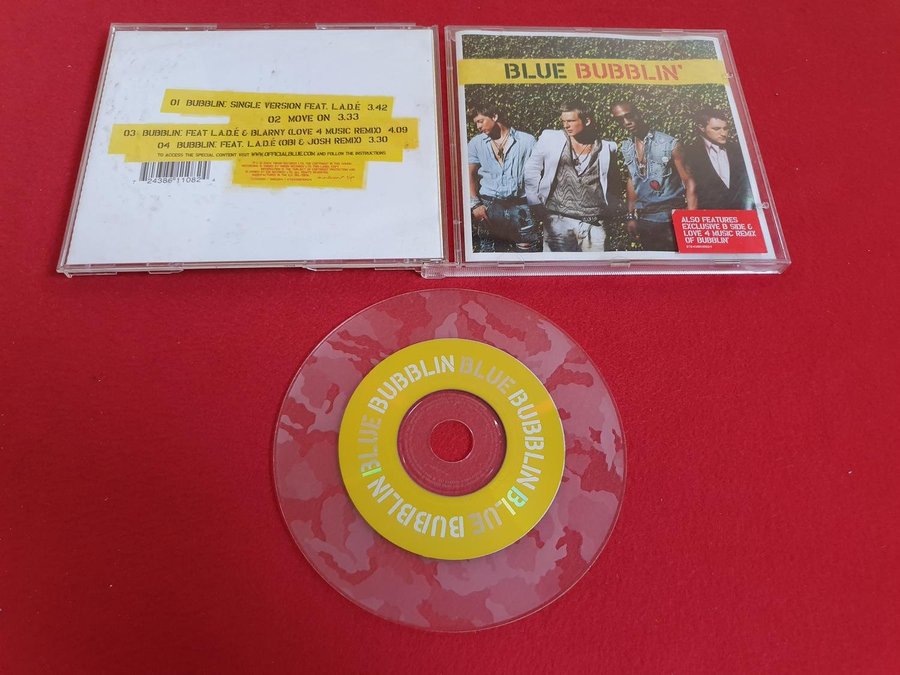 01 BUBBLIN' SINGLE VERSION FEAT. L.A.D.É 3.42
02 MOVE ON 3.33
03 BUBBLIN' FEAT L.A.D.É & BLARNY (LOVE 4 MUSIC REMIX) 4.09
04 BUBBLIN' FEAT. L.A.D.É (OBI & JOSH REMIX) 3.30
TO ACCESS THE SPECIAL CONTENT VISIT WWW.OFFICIALBLUE.COM AND FOLLOW THE INSTRUCTIONS
7 24386 11082
BLUE BUBBLIN'
ALSO FEATURES
EXCLUSIVE B SIDE &
LOVE 4 MUSIC REMIX
OF BUBBLIN'
BLUE BUBBLIN BLUE BUBBLIN BLUE BUBBLIN